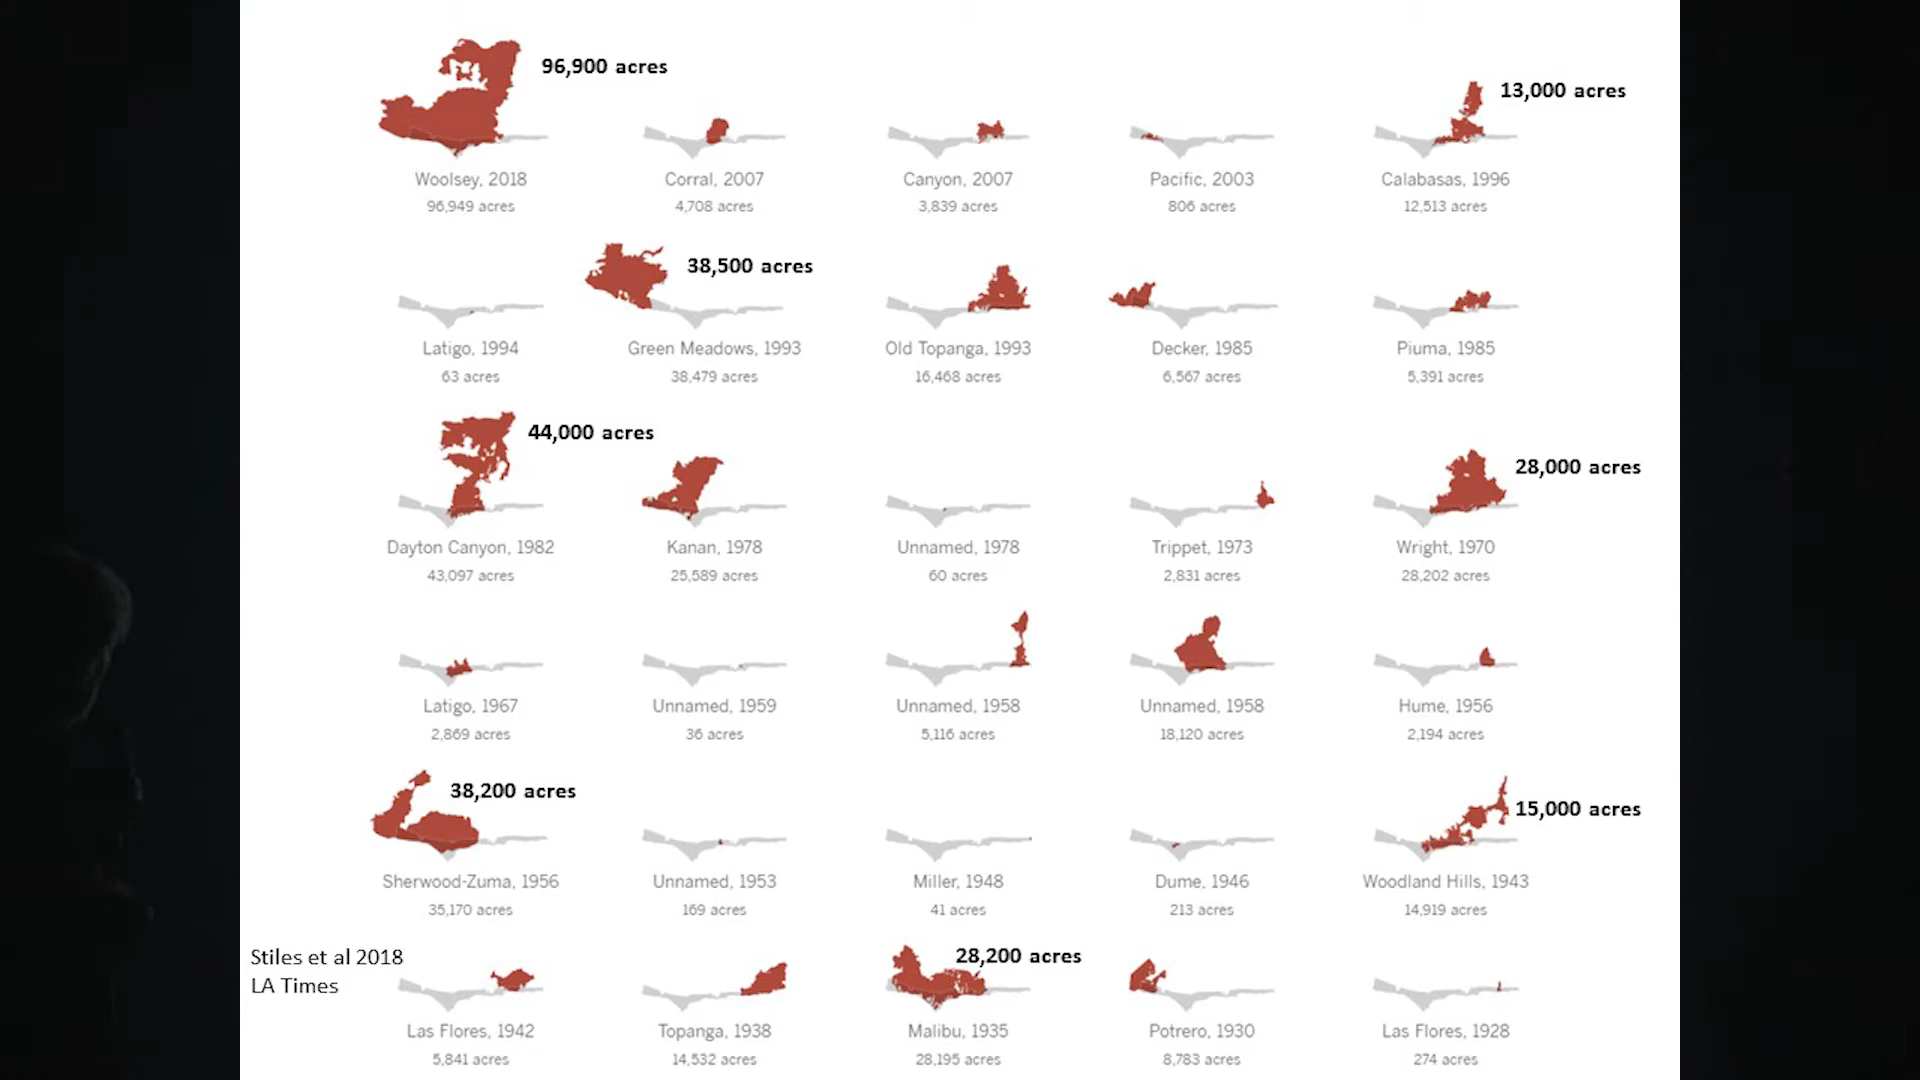 96,900 acres
13,000 acres
Woolsey, 2018
96,949 acres
Corral, 2007
4,708 acres
Canyon, 2007
3,839 acres
Pacific, 2003
806 acres
Calabasas, 1996
12,513 acres
38,500 acres
Latigo, 1994
63 acres
Green Meadows, 1993
38,479 acres
Old Topanga, 1993
16,468 acres
Decker, 1985
6,567 acres
Piuma, 1985
5,391 acres
44,000 acres
28,000 acres
Dayton Canyon, 1982
43,097 acres
Kanan, 1978
25,589 acres
Unnamed, 1978
60 acres
Trippet, 1973
2,831 acres
Wright, 1970
28,202 acres
Latigo, 1967
2,869 acres
Unnamed, 1959
36 acres
Unnamed, 1958
5,116 acres
Unnamed, 1958
18,120 acres
Hume, 1956
2,194 acres
38,200 acres
15,000 acres
Sherwood-Zuma, 1956
35,170 acres
Unnamed, 1953
169 acres
Miller, 1948
41 acres
Dume, 1946
213 acres
Woodland Hills, 1943
14,919 acres
Stiles et al 2018
LA Times
28,200 acres
Las Flores, 1942
5,841 acres
Topanga, 1938
14,532 acres
Malibu, 1935
28,195 acres
Potrero, 1930
8,783 acres
Las Flores, 1928
274 acres